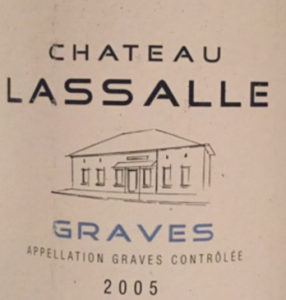 CHATEAU
LASSALLE
GRAVES
APPELLATION GRAVES CONTRÔLÉE
2005